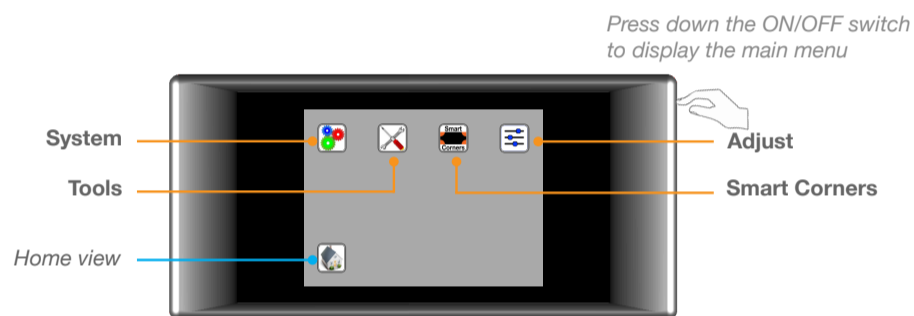 Press down the ON/OFF switch
to display the main menu
System
Smart
Corners
Adjust
Tools
Smart Corners
Home view